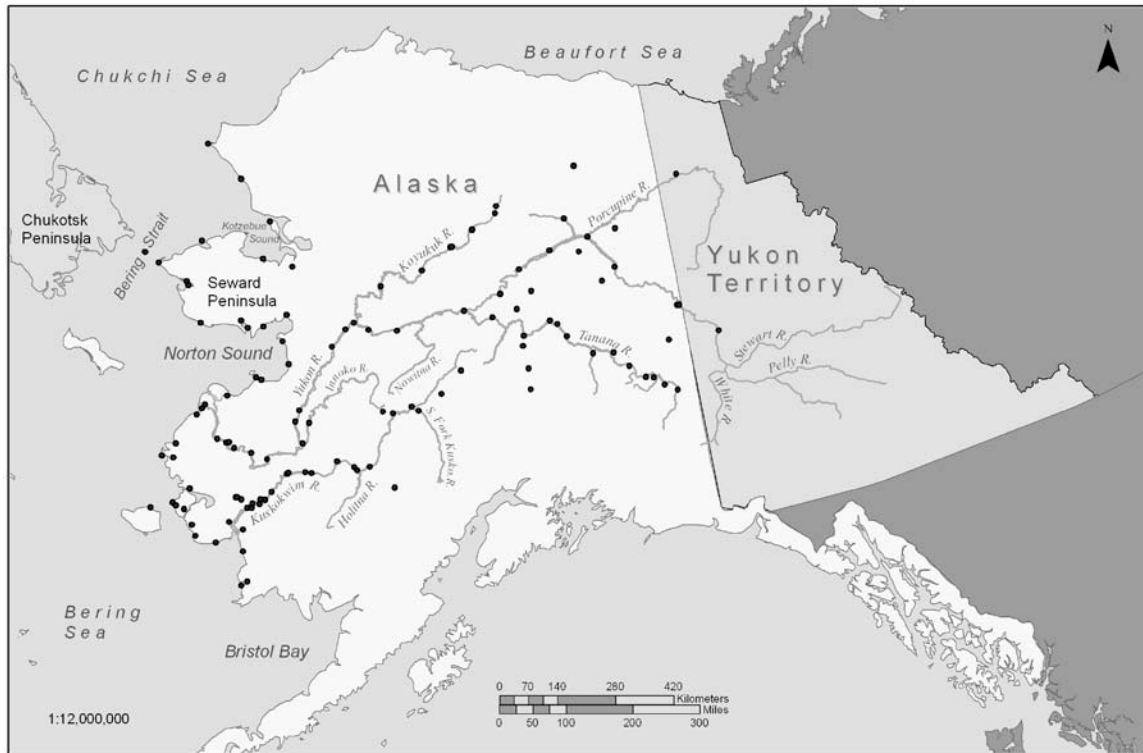 N
Beaufort Sea
Chukchi Sea
Alaska
Porcupine R.
Chukotsk
Peninsula
Bering Strait
Kotzebue
Sound
Koyukuk R.
Yukon
Territory
Seward
Peninsula
Norton Sound
Yukon R.
Innoko R.
Nowitna R.
Tanana R.
Stewart R.
Pelly R.
White R.
S. Fork Kusko R.
Kuskokwim R.
Holitna R.
Bering
Sea
Bristol Bay
0 70 140 280 420
Kilometers
Miles
0 50 100 200 300
1:12,000,000